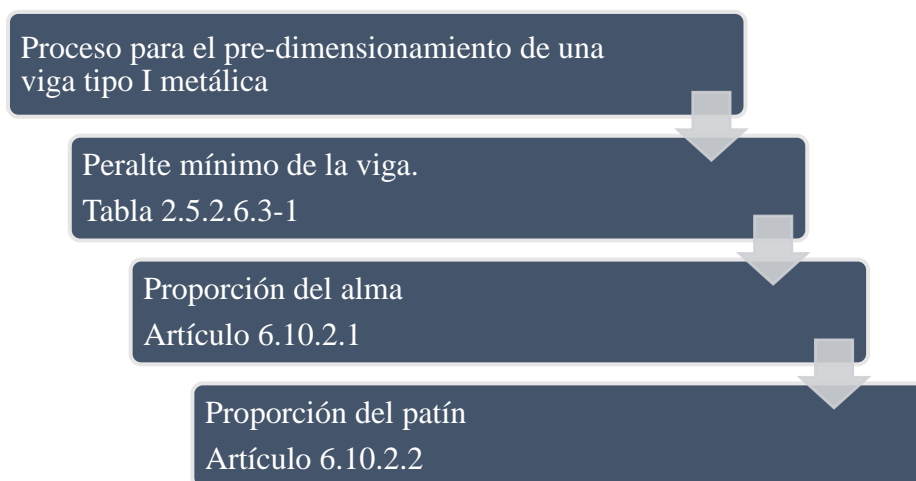 Proceso para el pre-dimensionamiento de una
viga tipo I metálica
Peralte mínimo de la viga.
Tabla 2.5.2.6.3-1
Proporción del alma
Artículo 6.10.2.1
Proporción del patín
Artículo 6.10.2.2